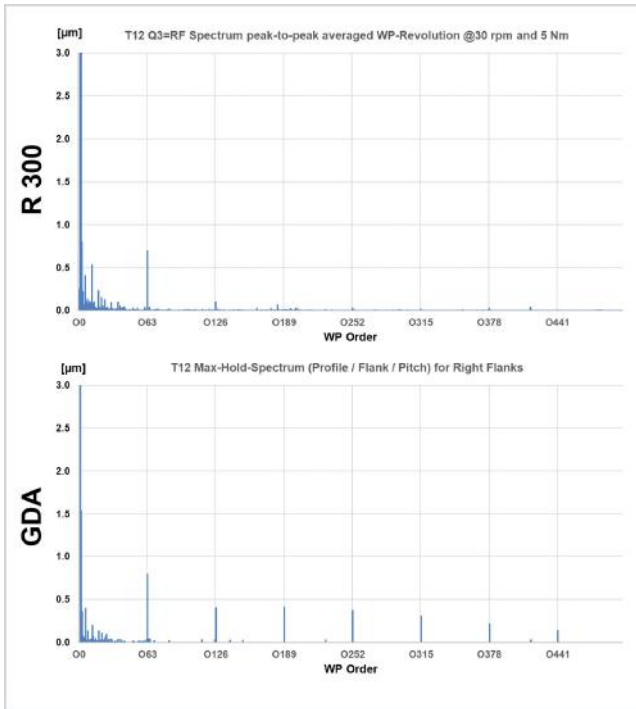 [µm]
T12 Q3=RF Spectrum peak-to-peak averaged WP-Revolution @30 rpm and 5 Nm
3.0
2.5
2.0
R 300
1.5
1.0
0.5
0.0
O0 O63 O126 O189 O252 O315 O378 O441
WP Order
[µm]
T12 Max-Hold-Spectrum (Profile / Flank / Pitch) for Right Flanks
3.0
2.5
2.0
GDA
1.5
1.0
0.5
0.0
O0 O63 O126 O189 O252 O315 O378 O441
WP Order